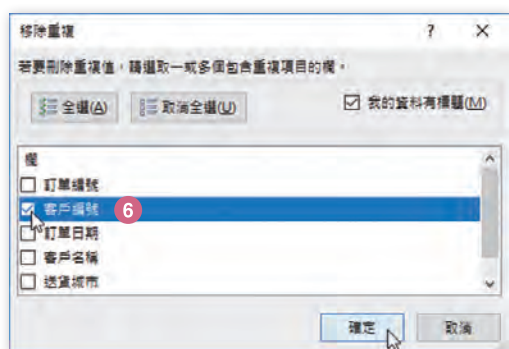 移除重複 ? ×
若要刪除重複值，請選取一或多個包含重複項目的欄。
全選(A) 取消全選(U) 我的資料有標題(M)
欄
訂單編號
客戶編號 6
訂單日期
客戶名稱
送貨城市
確定 取消